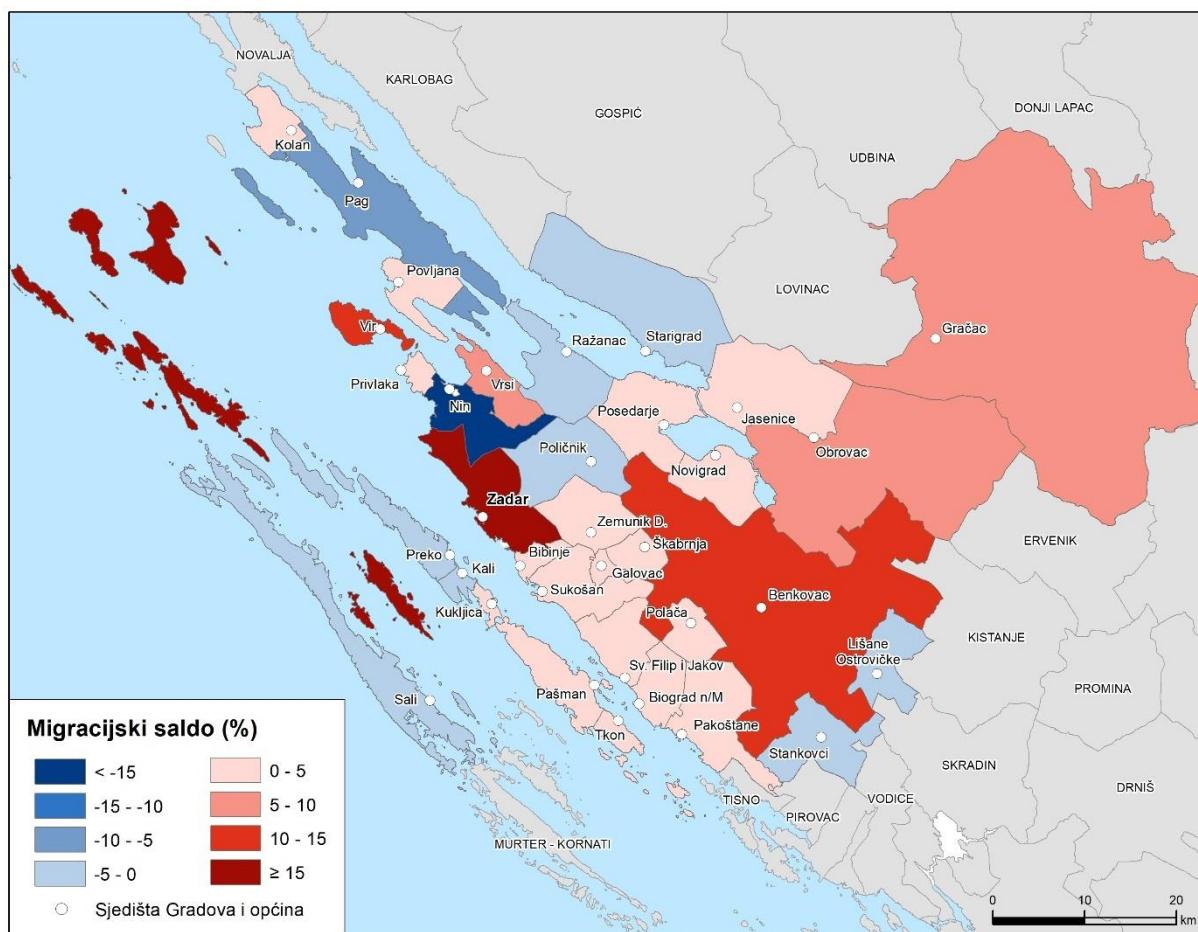 NOVALJA
KARLOBAG
GOSPIĆ
DONJI LAPAC
UDBINA
Kolan
Pag
LOVINAC
Povljana
Vir
Ražanac
Starigrad
Gračac
Privlaka
Vrsi
Nin
Posedarje
Jasenice
Obrovac
Poličnik
Novigrad
Zadar
Zemunik D.
Škabrnja
ERVENIK
Preko
Bibinje
Kali
Galovac
Sukošan
Kukljica
Polača
Benkovac
KISTANJE
Lišane
Ostrovičke
Sv. Filip i Jakov
PROMINA
Sali
Pašman
Biograd n/M
Tkon
Pakoštane
Stankovci
SKRADIN
DRNIŠ
TISNO
VODICE
PIROVAC
MURTER - KORNATI
Migracijski saldo (%)
< -15
-15 - -10
-10 - -5
-5 - 0
0 - 5
5 - 10
10 - 15
≥ 15
Sjedišta Gradova i općina
0 10 20
km